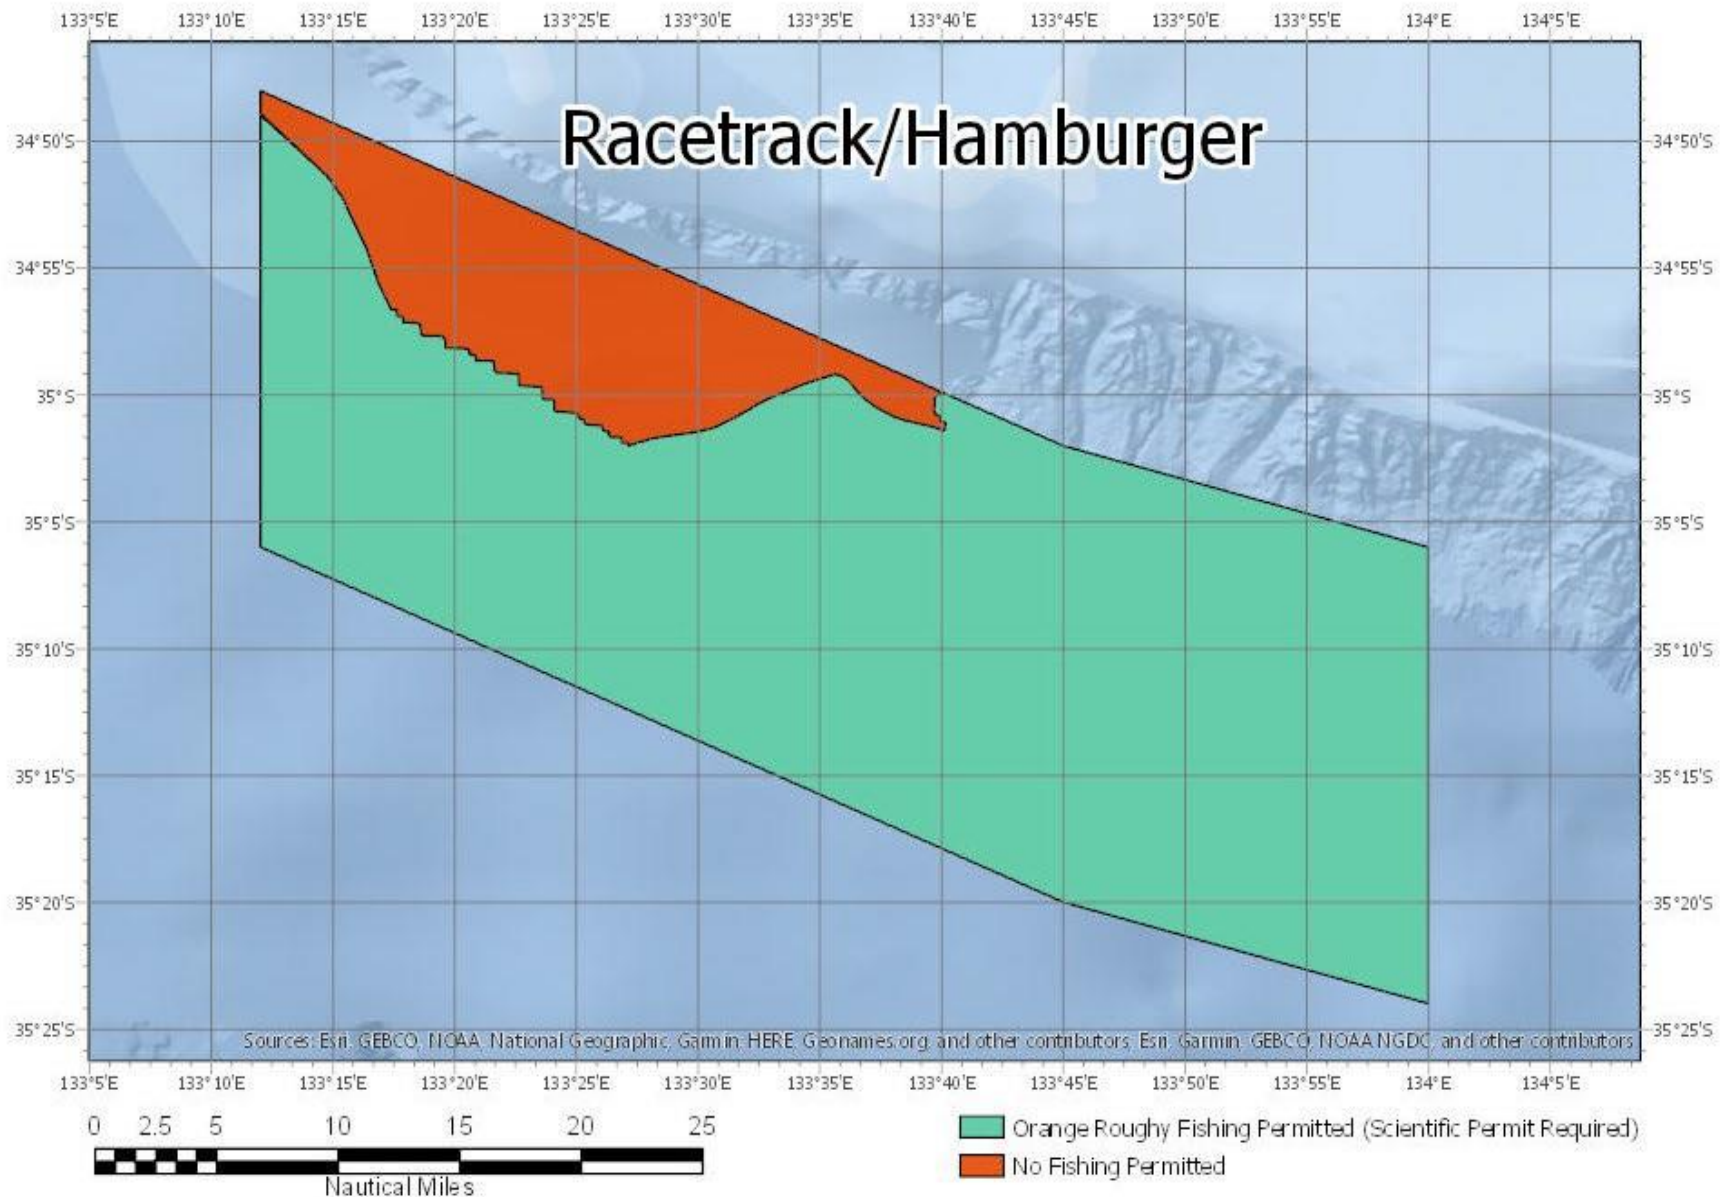 133°5'E 133°10'E 133°15'E 133°20'E 133°25'E 133°30'E 133°35'E 133°40'E 133°45'E 133°50'E 133°55'E 134°E 134°5'E
Racetrack/Hamburger
34°50'S 34°50'S
34°55'S 34°55'S
35°S 35°S
35°5'S 35°5'S
35°10'S 35°10'S
35°15'S 35°15'S
35°20'S 35°20'S
35°25'S 35°25'S
Sources: Esri, GEBCO, NOAA, National Geographic, Garmin, HERE, Geonames.org, and other contributors, Esri, Garmin, GEBCO, NOAA NGDC, and other contributors
133°5'E 133°10'E 133°15'E 133°20'E 133°25'E 133°30'E 133°35'E 133°40'E 133°45'E 133°50'E 133°55'E 134°E 134°5'E
0 2.5 5 10 15 20 25
Nautical Miles
Orange Roughy Fishing Permitted (Scientific Permit Required)
No Fishing Permitted